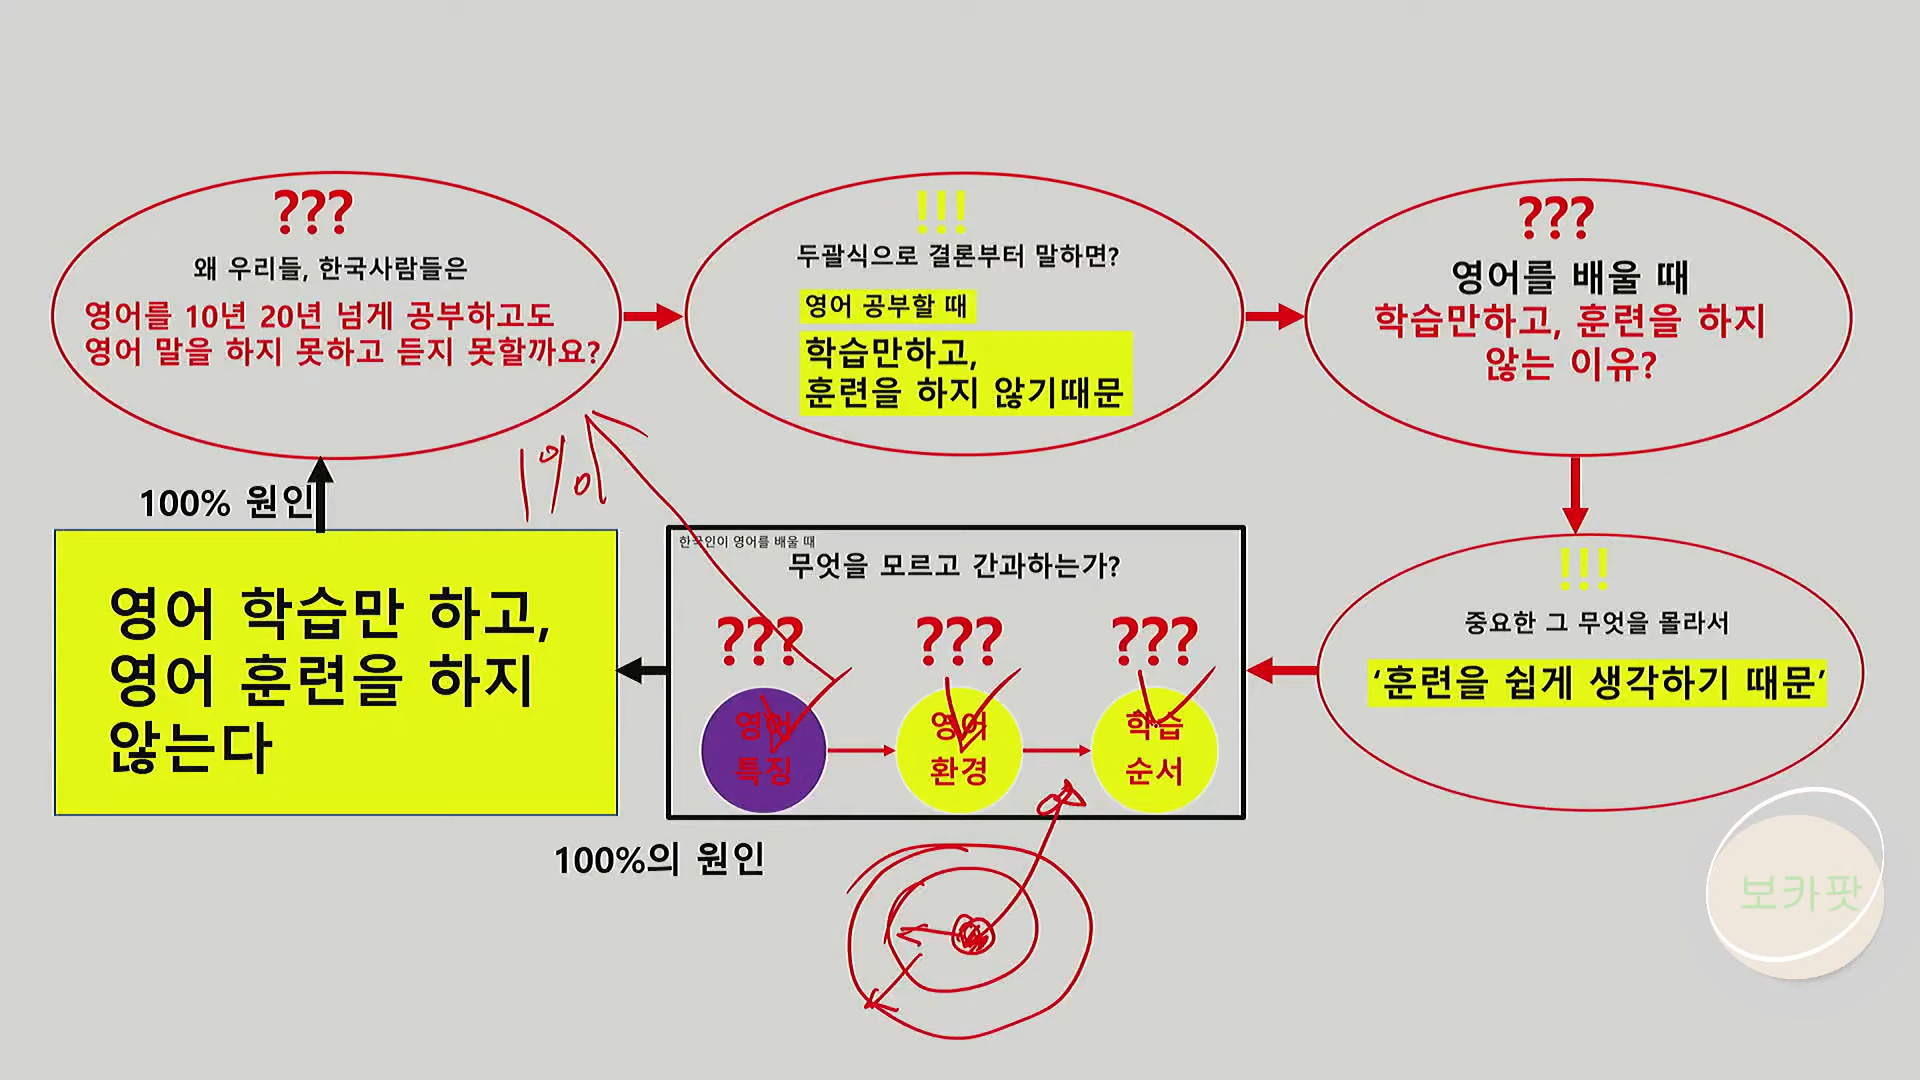 ???
왜 우리들, 한국사람들은
영어를 10년 20년 넘게 공부하고도
영어 말을 하지 못하고 듣지 못할까요?
!!!
두괄식으로 결론부터 말하면?
영어 공부할 때
학습만하고,
훈련을 하지 않기때문
???
영어를 배울 때
학습만하고, 훈련을 하지
않는 이유?
!!!
중요한 그 무엇을 몰라서
‘훈련을 쉽게 생각하기 때문’
한국인이 영어를 배울 때
무엇을 모르고 간과하는가?
???
???
???
영어
특징
영어
환경
학습
순서
100%의 원인
100% 원인
영어 학습만 하고,
영어 훈련을 하지
않는다
보카팟